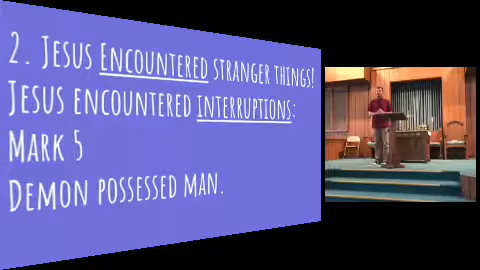 2. Jesus Encountered stranger things!
Jesus encountered interruptions:
Mark 5
Demon possessed man.